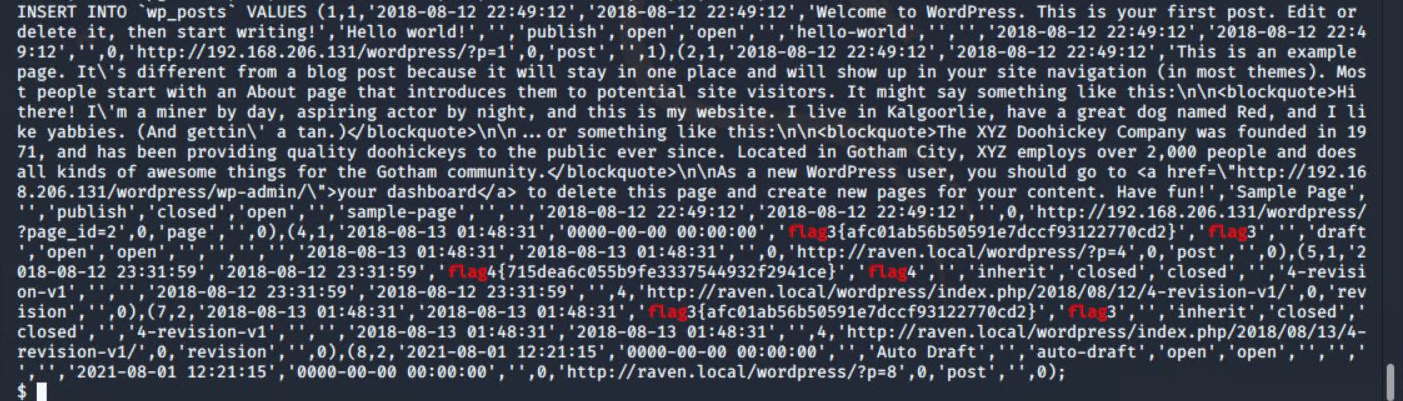 INSERT INTO `wp_posts` VALUES (1,1,'2018-08-12 22:49:12','2018-08-12 22:49:12','Welcome to WordPress. This is your first post. Edit or
delete it, then start writing!','Hello world!','','publish','open','open','','hello-world','','','2018-08-12 22:49:12','2018-08-12 22:4
9:12','',0,'http://192.168.206.131/wordpress/?p=1',0,'post','',1),(2,1,'2018-08-12 22:49:12','2018-08-12 22:49:12','This is an example
page. It\'s different from a blog post because it will stay in one place and will show up in your site navigation (in most themes). Mos
t people start with an About page that introduces them to potential site visitors. It might say something like this:\n\n<blockquote>Hi
there! I\'m a miner by day, aspiring actor by night, and this is my website. I live in Kalgoorlie, have a great dog named Red, and I li
ke yabbies. (And gettin\' a tan.)</blockquote>\n\n...or something like this:\n\n<blockquote>The XYZ Doohickey Company was founded in 19
71, and has been providing quality doohickeys to the public ever since. Located in Gotham City, XYZ employs over 2,000 people and does
all kinds of awesome things for the Gotham community.</blockquote>\n\nAs a new WordPress user, you should go to <a href=\"http://192.16
8.206.131/wordpress/wp-admin/\">your dashboard</a> to delete this page and create new pages for your content. Have fun!','Sample Page',
'','publish','closed','open','','sample-page','','','2018-08-12 22:49:12','2018-08-12 22:49:12','',0,'http://192.168.206.131/wordpress/
?page_id=2',0,'page','',0),(4,1,'2018-08-13 01:48:31','0000-00-00 00:00:00','flag3{afc01ab56b50591e7dccf93122770cd2}','flag3','','draft
','open','open','','','','','2018-08-13 01:48:31','2018-08-13 01:48:31','',0,'http://raven.local/wordpress/?p=4',0,'post','',0),(5,1,'2
018-08-12 23:31:59','2018-08-12 23:31:59','flag4{715dea6c055b9fe3337544932f2941ce}','flag4','','inherit','closed','closed','','4-revisi
on-v1','','','2018-08-12 23:31:59','2018-08-12 23:31:59','',4,'http://raven.local/wordpress/index.php/2018/08/12/4-revision-v1/',0,'rev
ision','',0),(7,2,'2018-08-13 01:48:31','2018-08-13 01:48:31','flag3{afc01ab56b50591e7dccf93122770cd2}','flag3','','inherit','closed','
closed','','4-revision-v1','','','2018-08-13 01:48:31','2018-08-13 01:48:31','',4,'http://raven.local/wordpress/index.php/2018/08/13/4-
revision-v1/',0,'revision','',0),(8,2,'2021-08-01 12:21:15','0000-00-00 00:00:00','','Auto Draft','','auto-draft','open','open','','','
','','2021-08-01 12:21:15','0000-00-00 00:00:00','',0,'http://raven.local/wordpress/?p=8',0,'post','',0);
$